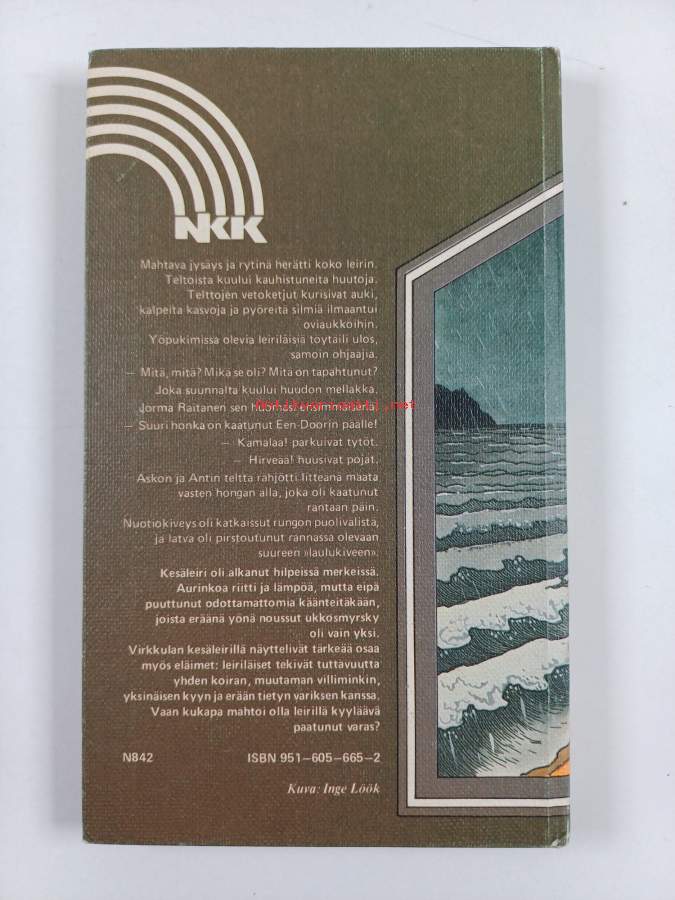 NKK
Mahtava jysäys ja rytinä herätti koko leirin.
Teltoista kuului kauhistuneita huutoja.
Telttojen vetoketjut kurisivat auki,
kalpeita kasvoja ja pyöreitä silmiä ilmaantui
oviaukkoihin.
Yöpukimissa olevia leiriläisiä töytäili ulos,
samoin ohjaajia.
— Mitä, mitä? Mikä se oli? Mitä on tapahtunut?
Joka suunnalta kuului huudon mellakka.
Jorma Raitanen sen huomasi ensimmäisenä.
— Suuri honka on kaatunut Een-Doorin päälle!
— Kamalaa! parkuivat tytöt.
— Hirveää! huusivat pojat.
Askon ja Antin teltta rähjötti litteänä maata
vasten hongan alla, joka oli kaatunut
rantaan päin.
Nuotiokiveys oli katkaissut rungon puolivälistä,
ja latva oli pirstoutunut rannassa olevaan
suureen »laulukiveen».
Kesäleiri oli alkanut hilpeissä merkeissä.
Aurinkoa riitti ja lämpöä, mutta eipä
puuttunut odottamattomia käänteitäkään,
joista eräänä yönä noussut ukkosmyrsky
oli vain yksi.
Virkkulan kesäleirillä näyttelivät tärkeää osaa
myös eläimet: leiriläiset tekivät tuttavuutta
yhden koiran, muutaman villiminkin,
yksinäisen kyyn ja erään tietyn variksen kanssa.
Vaan kukapa mahtoi olla leirillä kyyläävä
paatunut varas?
N842 ISBN 951—605—665—2
Kuva: Inge Löök